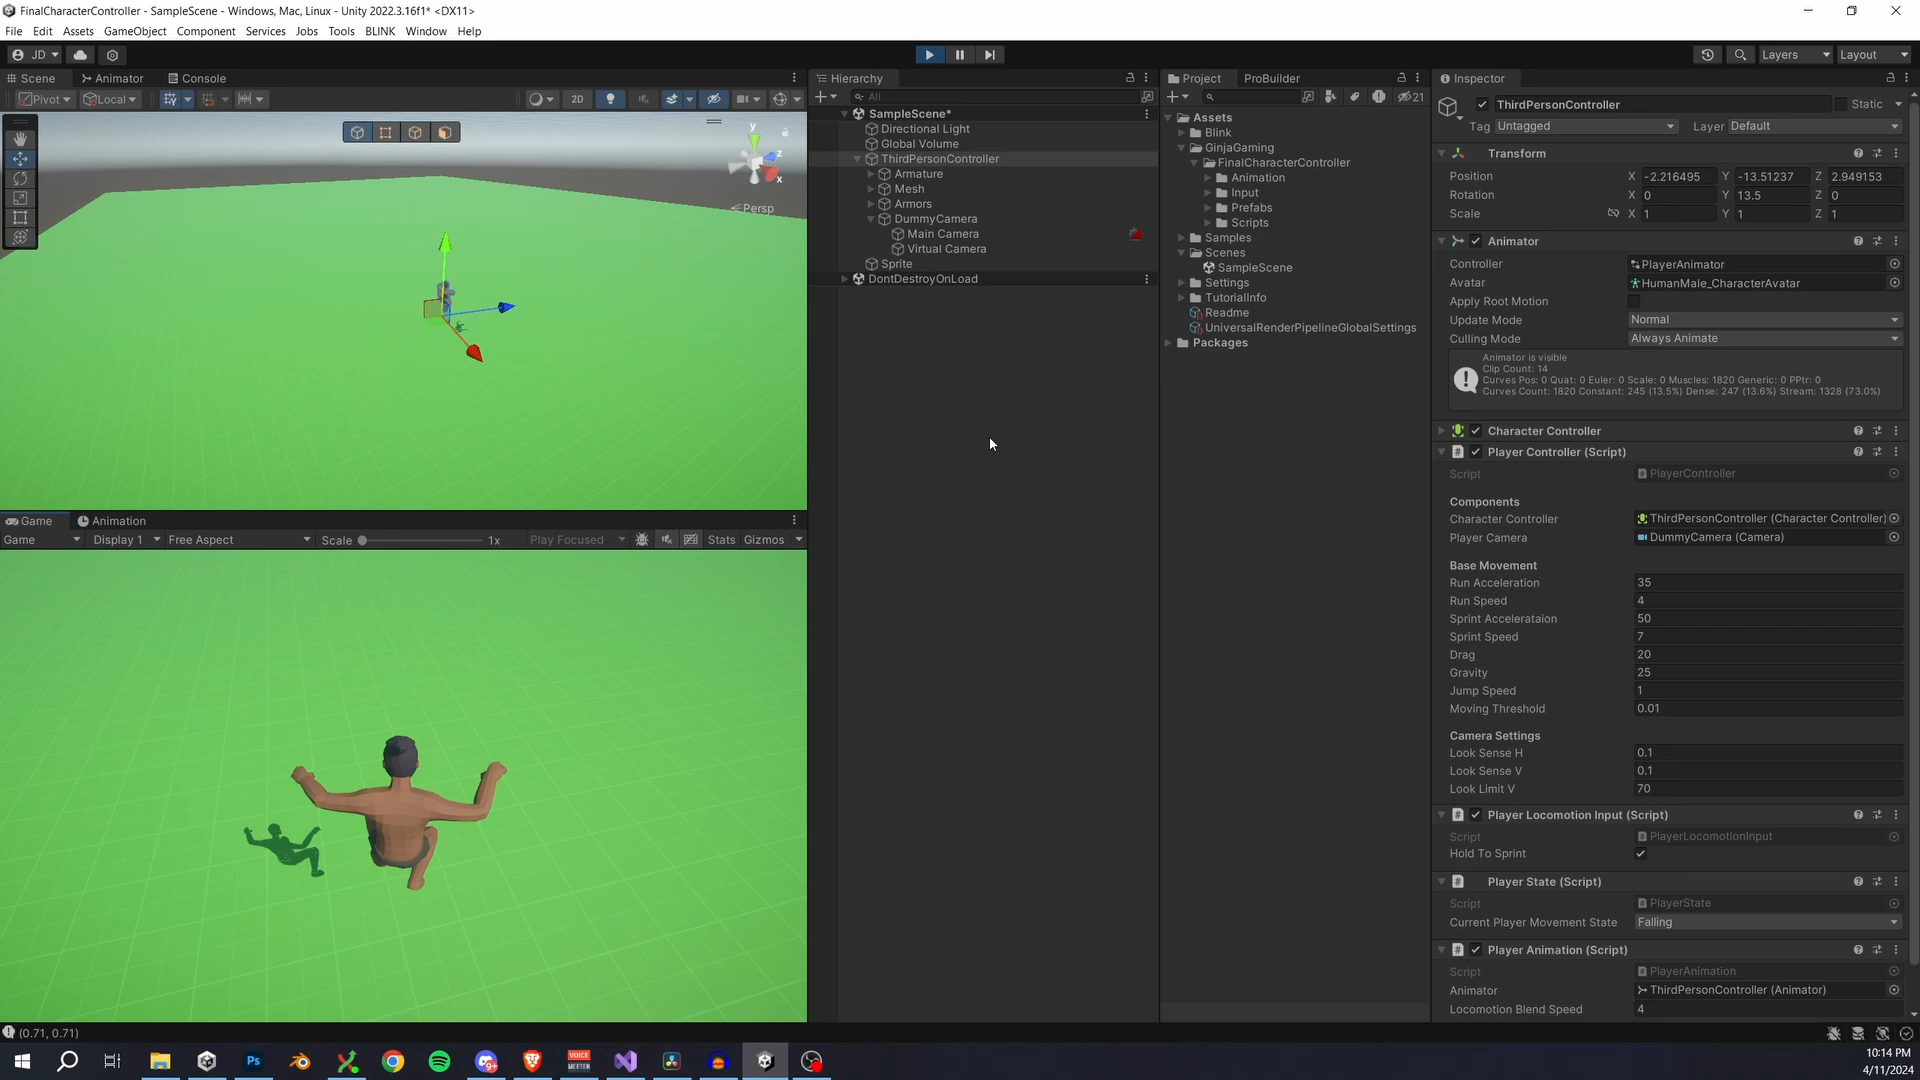 FinalCharacterController - SampleScene - Windows, Mac, Linux - Unity 2022.3.16f1* <DX11>
File Edit Assets GameObject Component Services Jobs Tools BLINK Window Help
JD Layers Layout
Scene Animator Console
Pivot Local 2D
y
z
x
Persp
Game Animation
Game Display 1 Free Aspect Scale 1x Play Focused Stats Gizmos
Hierarchy
All
SampleScene*
Directional Light
Global Volume
ThirdPersonController
Armature
Mesh
Armors
DummyCamera
Main Camera
Virtual Camera
Sprite
DontDestroyOnLoad
Project ProBuilder
21
Assets
Blink
GinjaGaming
FinalCharacterController
Animation
Input
Prefabs
Scripts
Samples
Scenes
SampleScene
Settings
TutorialInfo
Readme
UniversalRenderPipelineGlobalSettings
Packages
Inspector
ThirdPersonController Static
Tag Untagged Layer Default
Transform
Position X -2.216495 Y -13.51237 Z 2.949153
Rotation X 0 Y 13.5 Z 0
Scale X 1 Y 1 Z 1
Animator
Controller PlayerAnimator
Avatar HumanMale_CharacterAvatar
Apply Root Motion
Update Mode Normal
Culling Mode Always Animate
Animator is visible
Clip Count: 14
Curves Pos: 0 Quat: 0 Euler: 0 Scale: 0 Muscles: 1820 Generic: 0 PPtr: 0
Curves Count: 1820 Constant: 245 (13.5%) Dense: 247 (13.6%) Stream: 1328 (73.0%)
Character Controller
Player Controller (Script)
Script PlayerController
Components
Character Controller ThirdPersonController (Character Controller)
Player Camera DummyCamera (Camera)
Base Movement
Run Acceleration 35
Run Speed 4
Sprint Accelerataion 50
Sprint Speed 7
Drag 20
Gravity 25
Jump Speed 1
Moving Threshold 0.01
Camera Settings
Look Sense H 0.1
Look Sense V 0.1
Look Limit V 70
Player Locomotion Input (Script)
Script PlayerLocomotionInput
Hold To Sprint
Player State (Script)
Script PlayerState
Current Player Movement State Falling
Player Animation (Script)
Script PlayerAnimation
Animator ThirdPersonController (Animator)
Locomotion Blend Speed 4
(0.71, 0.71)
Ps
VOICE
MEETER
9+
10:14 PM
4/11/2024